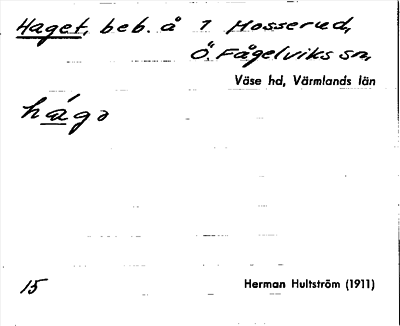 Haget, beb. å 1 Mosserud,
Ö. Fågelviks sn,
Väse hd, Värmlands län
hágə
15
Herman Hultström (1911)